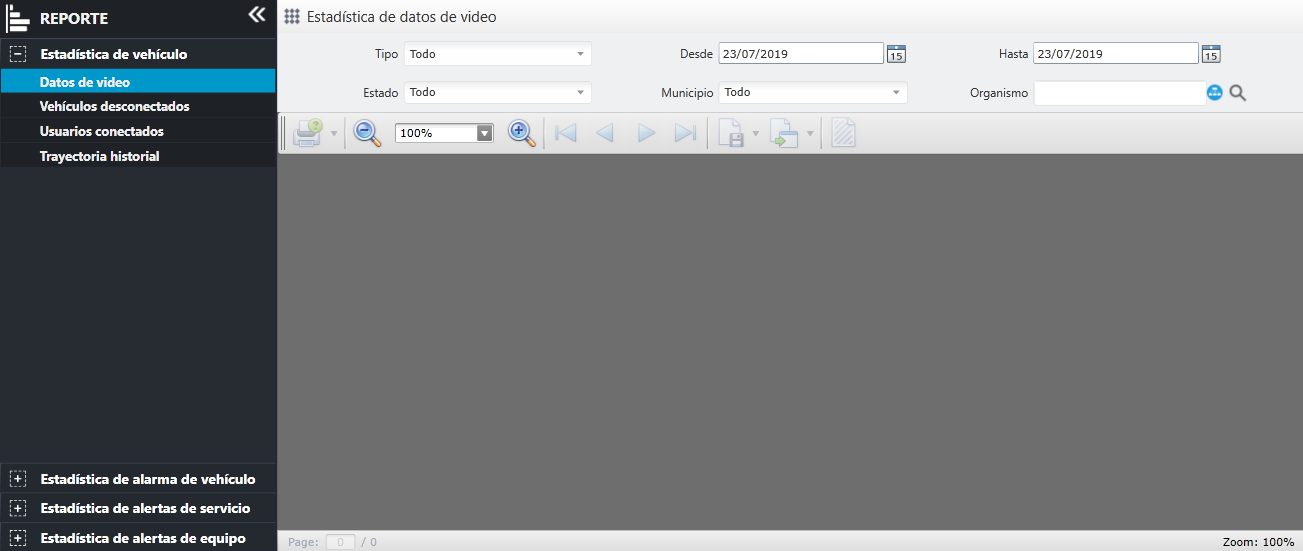 REPORTE
Estadística de vehículo
Datos de video
Vehículos desconectados
Usuarios conectados
Trayectoria historial
Estadística de alarma de vehículo
Estadística de alertas de servicio
Estadística de alertas de equipo
Estadística de datos de video
Tipo Todo Desde 23/07/2019 15 Hasta 23/07/2019 15
Estado Todo Municipio Todo Organismo
100%
Page: 0 / 0 Zoom: 100%